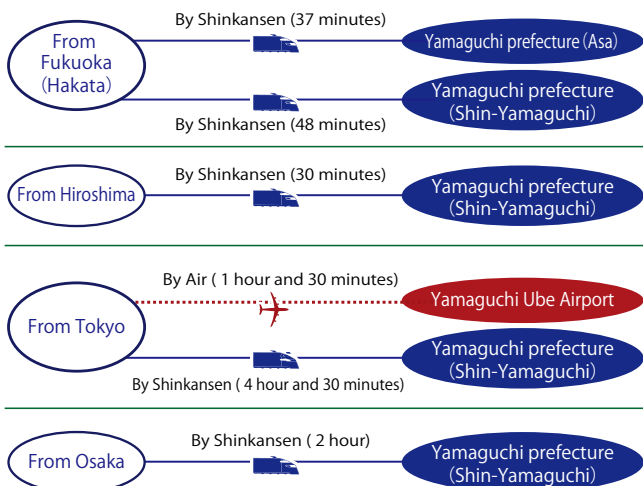 By Shinkansen (37 minutes)
From
Fukuoka
(Hakata)
Yamaguchi prefecture (Asa)
Yamaguchi prefecture
(Shin-Yamaguchi)
By Shinkansen (48 minutes)
By Shinkansen (30 minutes)
From Hiroshima
Yamaguchi prefecture
(Shin-Yamaguchi)
By Air ( 1 hour and 30 minutes)
Yamaguchi Ube Airport
From Tokyo
Yamaguchi prefecture
(Shin-Yamaguchi)
By Shinkansen ( 4 hour and 30 minutes)
By Shinkansen ( 2 hour)
From Osaka
Yamaguchi prefecture
(Shin-Yamaguchi)